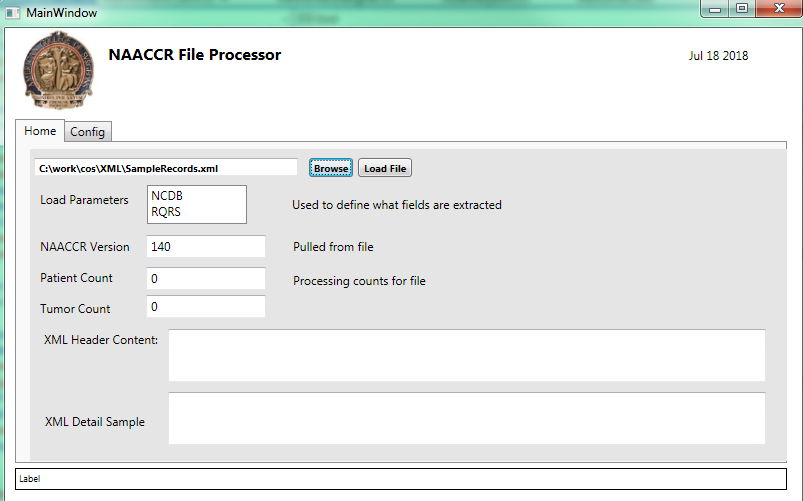 MainWindow
NAACCR File Processor
Jul 18 2018
Home Config
C:\work\cos\XML\SampleRecords.xml Browse Load File
Load Parameters NCDB
RQRS
Used to define what fields are extracted
NAACCR Version 140 Pulled from file
Patient Count 0 Processing counts for file
Tumor Count 0
XML Header Content:
XML Detail Sample
Label